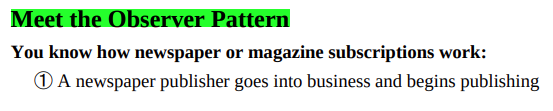 Meet the Observer Pattern
You know how newspaper or magazine subscriptions work:
① A newspaper publisher goes into business and begins publishing